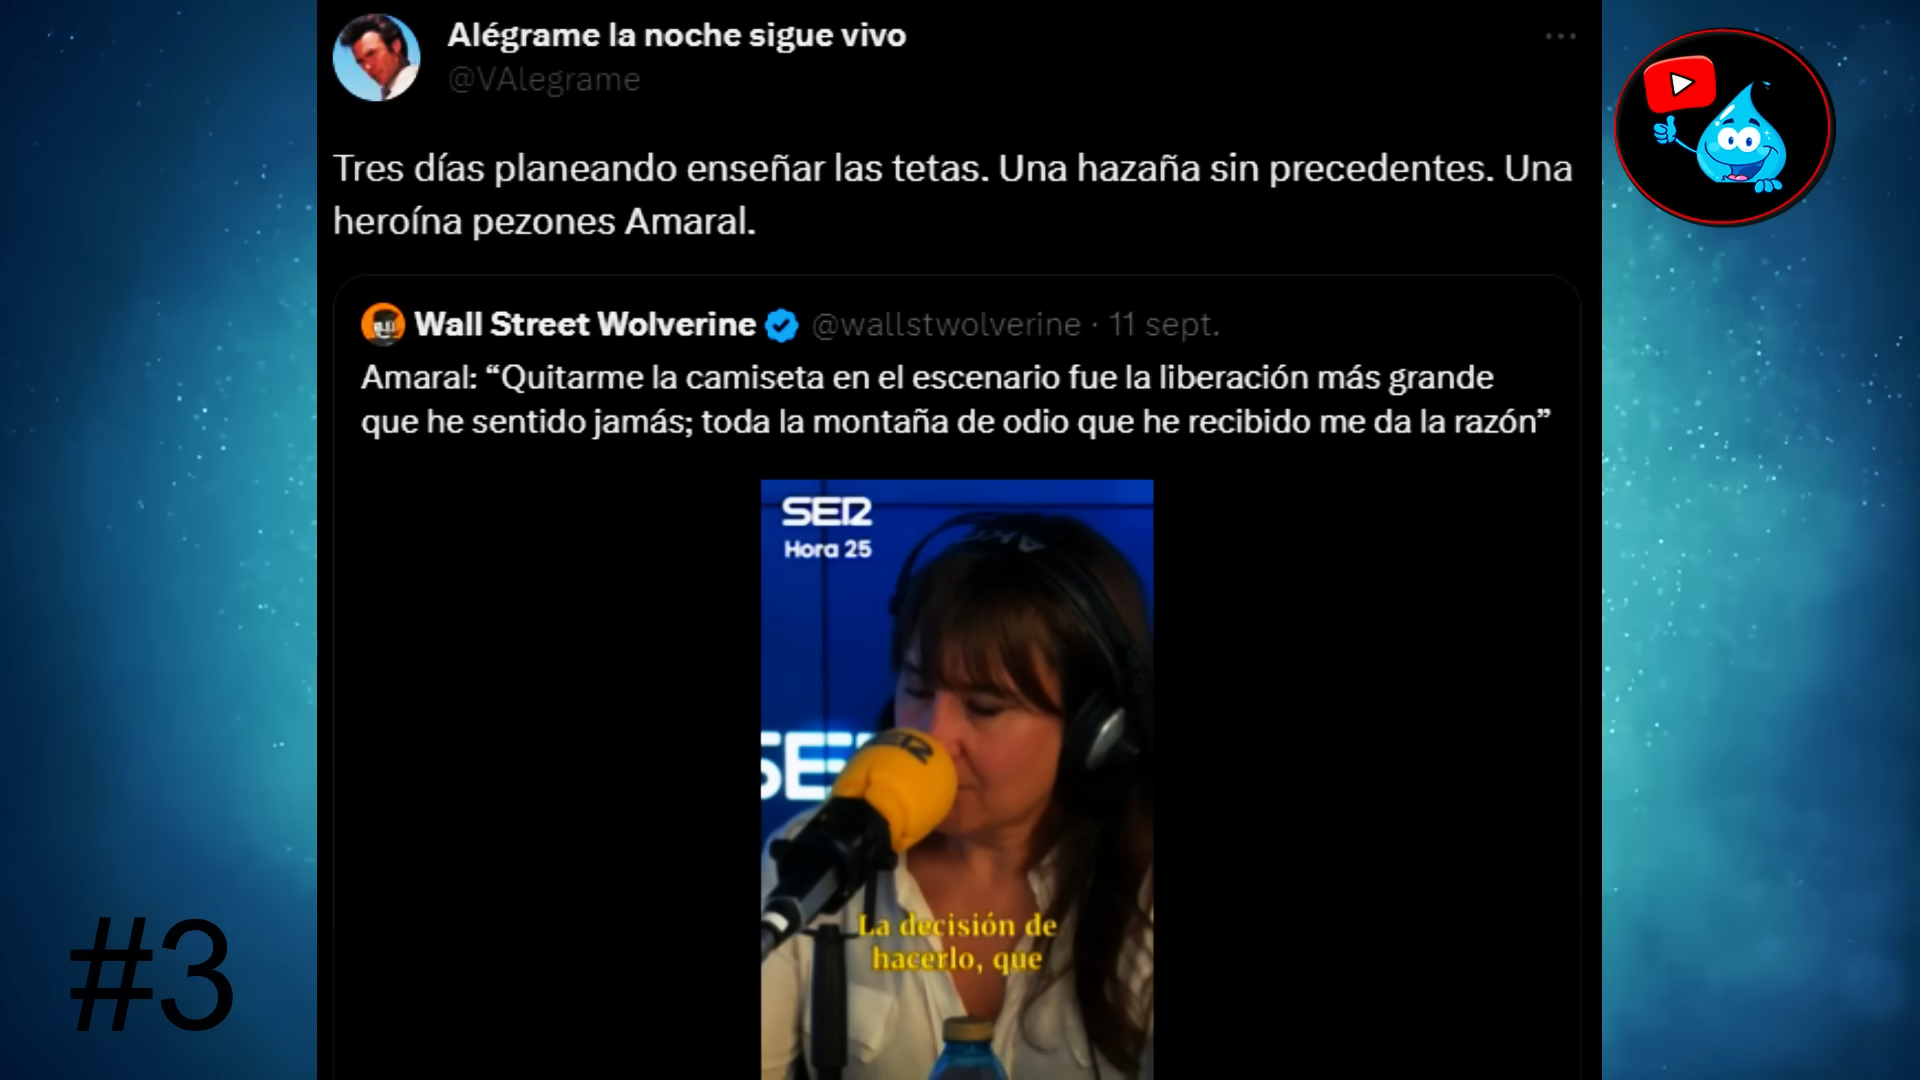 Alégrame la noche sigue vivo
@VAlegrame
Tres días planeando enseñar las tetas. Una hazaña sin precedentes. Una
heroína pezones Amaral.
Wall Street Wolverine @wallstwolverine · 11 sept.
Amaral: “Quitarme la camiseta en el escenario fue la liberación más grande
que he sentido jamás; toda la montaña de odio que he recibido me da la razón”
SER
Hora 25
AKG
SE
SER
La decisión de
hacerlo, que
#3